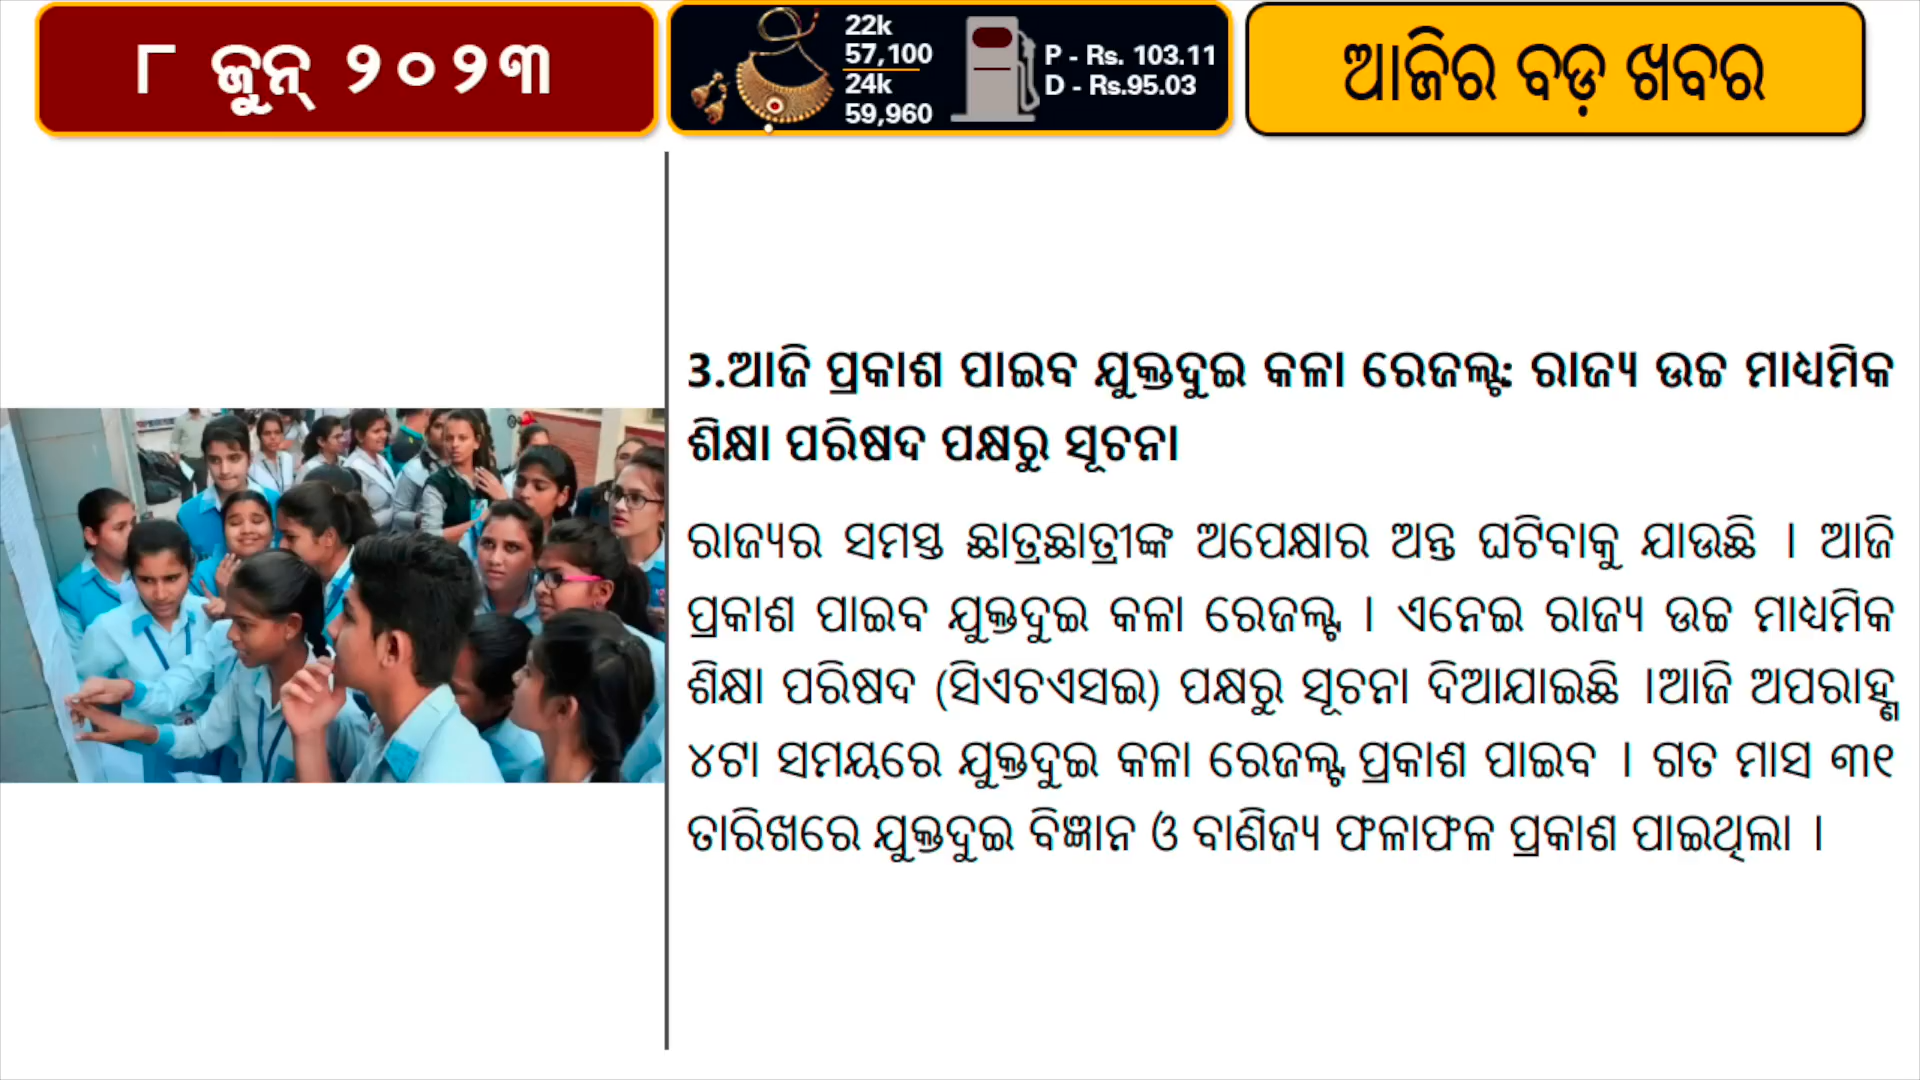 ୮ ଜୁନ୍ ୨୦୨୩
22k
57,100
24k
59,960
P - Rs. 103.11
D - Rs.95.03
ଆଜିର ବଡ଼ ଖବର
3.ଆଜି ପ୍ରକାଶ ପାଇବ ଯୁକ୍ତଦୁଇ କଳା ରେଜଲ୍ଟ: ରାଜ୍ୟ ଉଚ୍ଚ ମାଧ୍ୟମିକ
ଶିକ୍ଷା ପରିଷଦ ପକ୍ଷରୁ ସୂଚନା
ରାଜ୍ୟର ସମସ୍ତ ଛାତ୍ରଛାତ୍ରୀଙ୍କ ଅପେକ୍ଷାର ଅନ୍ତ ଘଟିବାକୁ ଯାଉଛି । ଆଜି
ପ୍ରକାଶ ପାଇବ ଯୁକ୍ତଦୁଇ କଳା ରେଜଲ୍ଟ । ଏନେଇ ରାଜ୍ୟ ଉଚ୍ଚ ମାଧ୍ୟମିକ
ଶିକ୍ଷା ପରିଷଦ (ସିଏଚଏସଇ) ପକ୍ଷରୁ ସୂଚନା ଦିଆଯାଇଛି ।ଆଜି ଅପରାହ୍ଣ
୪ଟା ସମୟରେ ଯୁକ୍ତଦୁଇ କଳା ରେଜଲ୍ଟ ପ୍ରକାଶ ପାଇବ । ଗତ ମାସ ୩୧
ତାରିଖରେ ଯୁକ୍ତଦୁଇ ବିଜ୍ଞାନ ଓ ବାଣିଜ୍ୟ ଫଳାଫଳ ପ୍ରକାଶ ପାଇଥିଲା ।